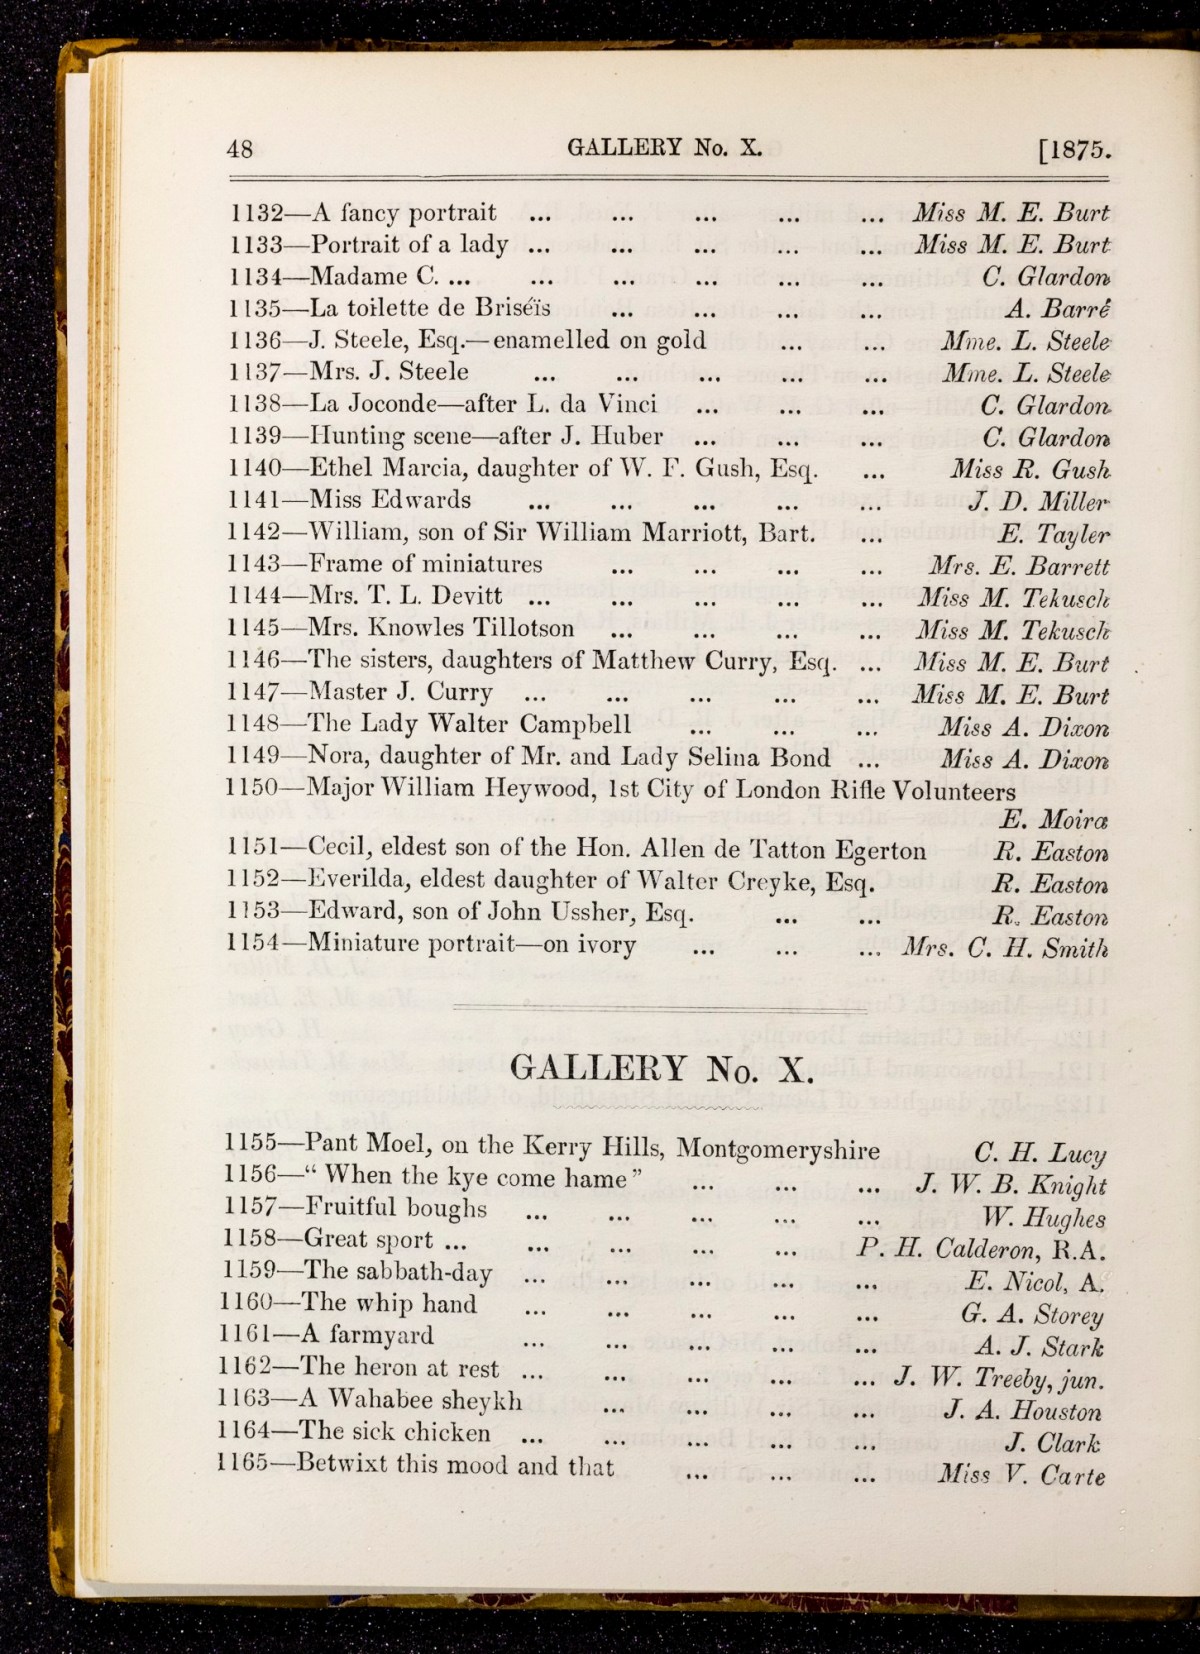 48 GALLERY No. X. [1875.
1132—A fancy portrait ... ... ... ... ... Miss M. E. Burt
1133—Portrait of a lady ... ... ... ... ... Miss M. E. Burt
1134—Madame C. ... ... ... ... ... ... C. Glardon
1135—La toilette de Briséïs ... ... ... ... A. Barré
1136—J. Steele, Esq.—enamelled on gold ... ... Mme. L. Steele
1137—Mrs. J. Steele ... ... ... ... ... Mme. L. Steele
1138—La Joconde—after L. da Vinci ... ... ... C. Glardon
1139—Hunting scene—after J. Huber ... ... ... C. Glardon
1140—Ethel Marcia, daughter of W. F. Gush, Esq. ... Miss R. Gush
1141—Miss Edwards ... ... ... ... ... J. D. Miller
1142—William, son of Sir William Marriott, Bart. ... E. Tayler
1143—Frame of miniatures ... ... ... ... Mrs. E. Barrett
1144—Mrs. T. L. Devitt ... ... ... ... ... Miss M. Tekusch
1145—Mrs. Knowles Tillotson ... ... ... ... Miss M. Tekusch
1146—The sisters, daughters of Matthew Curry, Esq. ... Miss M. E. Burt
1147—Master J. Curry ... ... ... ... ... Miss M. E. Burt
1148—The Lady Walter Campbell ... ... ... Miss A. Dixon
1149—Nora, daughter of Mr. and Lady Selina Bond ... Miss A. Dixon
1150—Major William Heywood, 1st City of London Rifle Volunteers
E. Moira
1151—Cecil, eldest son of the Hon. Allen de Tatton Egerton R. Easton
1152—Everilda, eldest daughter of Walter Creyke, Esq. R. Easton
1153—Edward, son of John Ussher, Esq. ... ... R. Easton
1154—Miniature portrait—on ivory ... ... ... Mrs. C. H. Smith
GALLERY No. X.
1155—Pant Moel, on the Kerry Hills, Montgomeryshire C. H. Lucy
1156—“When the kye come hame” ... ... ... J. W. B. Knight
1157—Fruitful boughs ... ... ... ... ... W. Hughes
1158—Great sport ... ... ... ... ... P. H. Calderon, R.A.
1159—The sabbath-day ... ... ... ... ... E. Nicol, A.
1160—The whip hand ... ... ... ... ... G. A. Storey
1161—A farmyard ... ... ... ... ... A. J. Stark
1162—The heron at rest ... ... ... ... ... J. W. Treeby, jun.
1163—A Wahabee sheykh ... ... ... ... J. A. Houston
1164—The sick chicken ... ... ... ... ... J. Clark
1165—Betwixt this mood and that ... ... ... Miss V. Carte